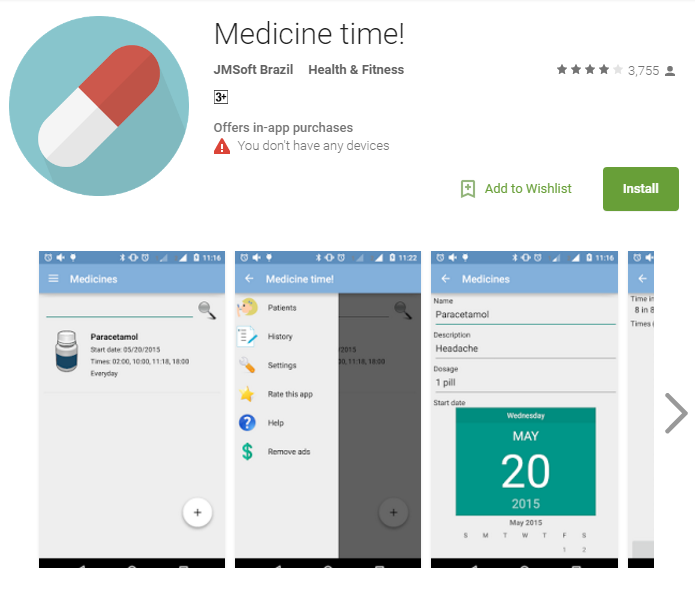 Medicine time!
JMSoft Brazil Health & Fitness
3,755
3+
Offers in-app purchases
You don't have any devices
Add to Wishlist
Install
11:16
Medicines
Paracetamol
Start date: 05/20/2015
Times: 02:00, 10:00, 11:18, 18:00
Everyday
+
11:22
Medicine time!
Patients
History
Settings
Rate this app
Help
Remove ads
/2015
00, 11:18, 18:00
+
11:16
Medicines
Name
Paracetamol
Description
Headache
Dosage
1 pill
Start date
Wednesday
MAY
20
2015
May 2015
S M T W T F S
1 2
Time in
8 in 8
Times